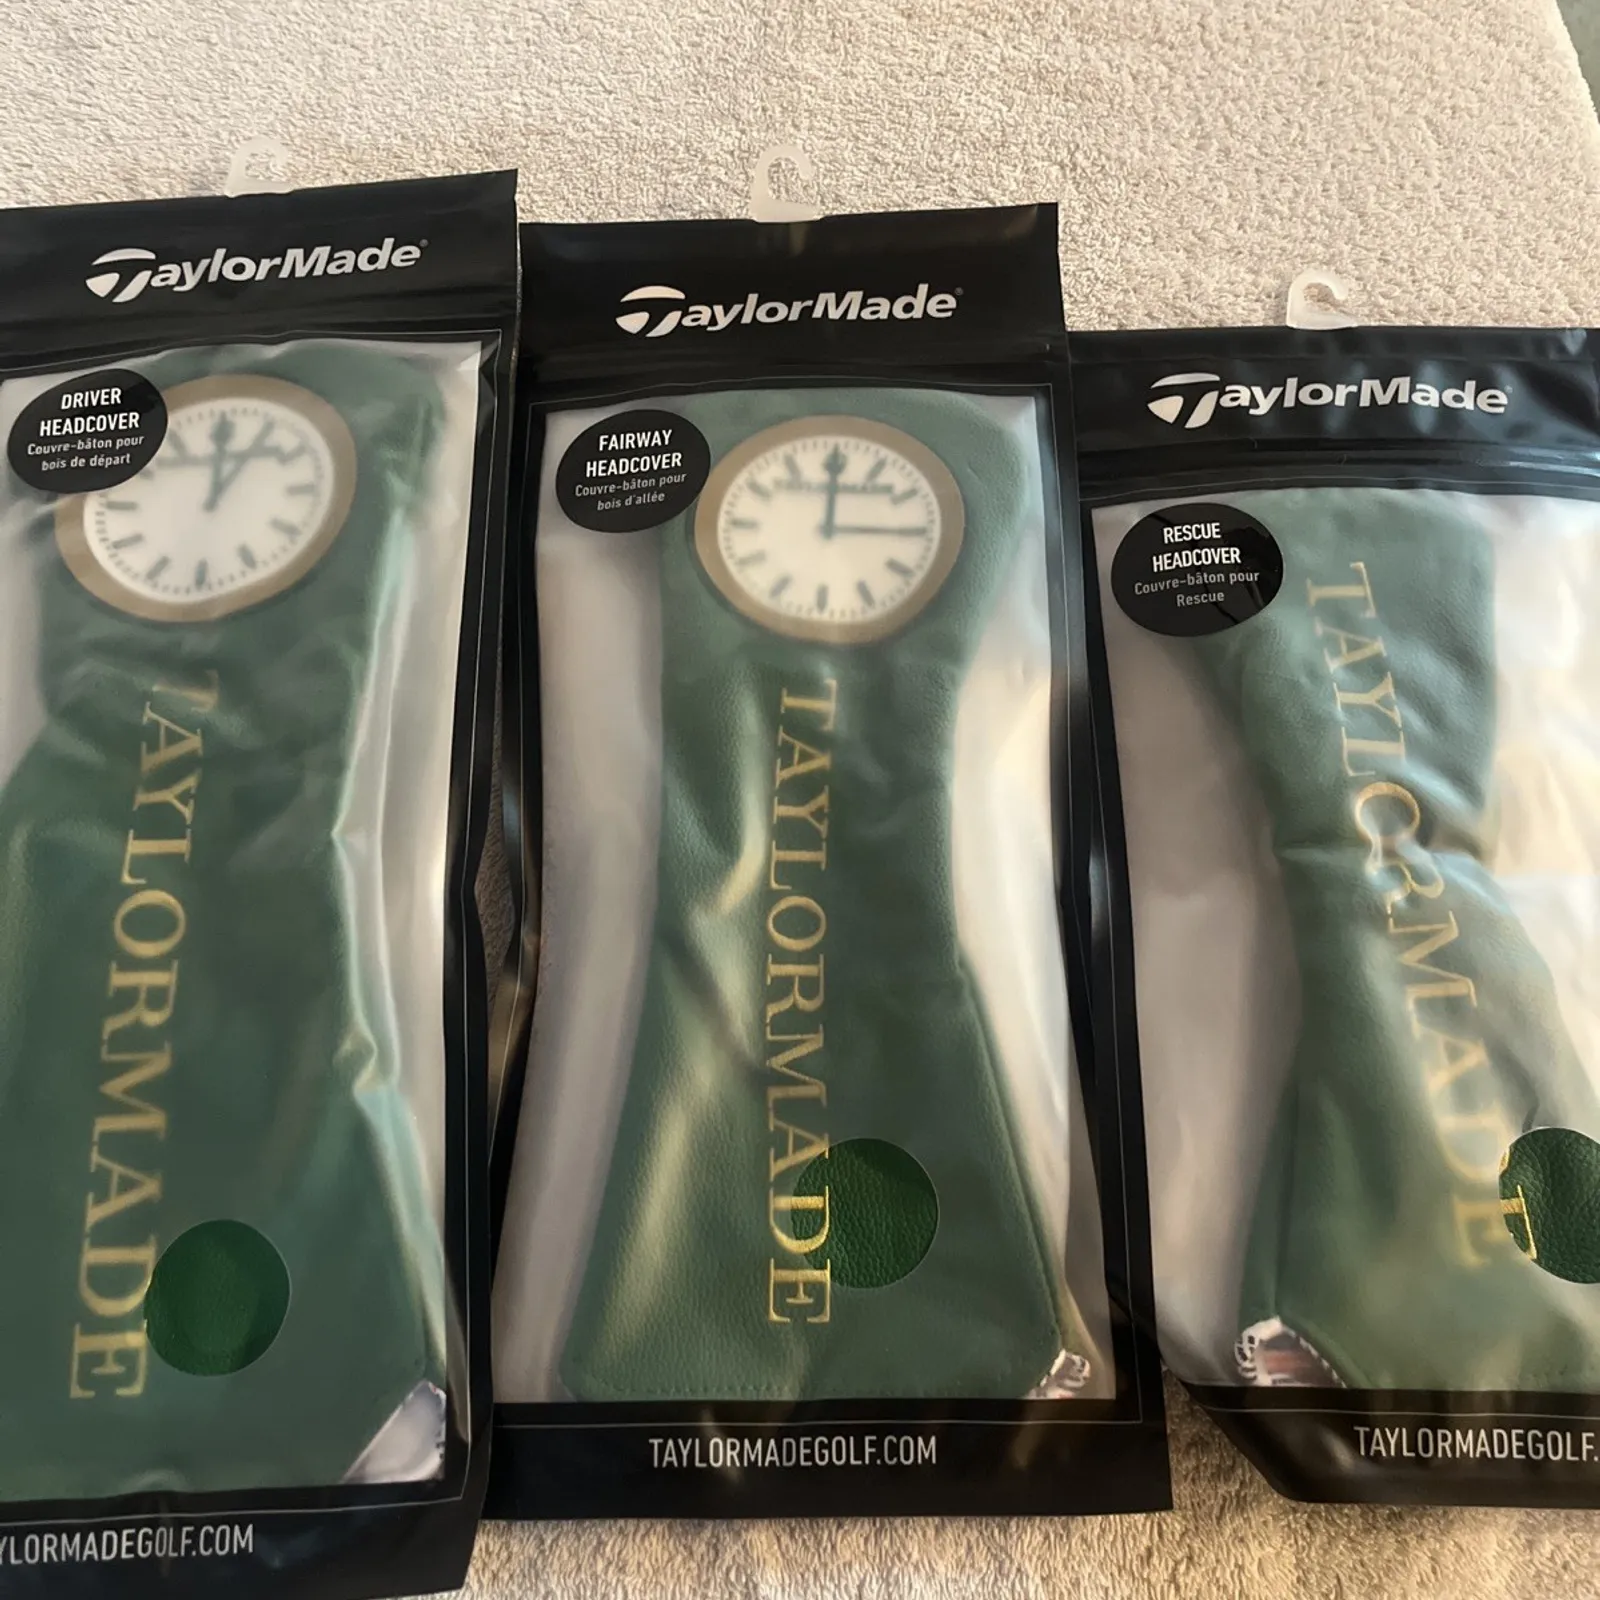 TaylorMade®
DRIVER
HEADCOVER
Couvre-bâton pour
bois de départ
TAYLORMADE
YLORMADEGOLF.COM
TaylorMade®
FAIRWAY
HEADCOVER
Couvre-bâton pour
bois d'allée
TAYLORMADE
TAYLORMADEGOLF.COM
TaylorMade®
RESCUE
HEADCOVER
Couvre-bâton pour
Rescue
TAYLORMADE
TAYLORMADEGOLF.